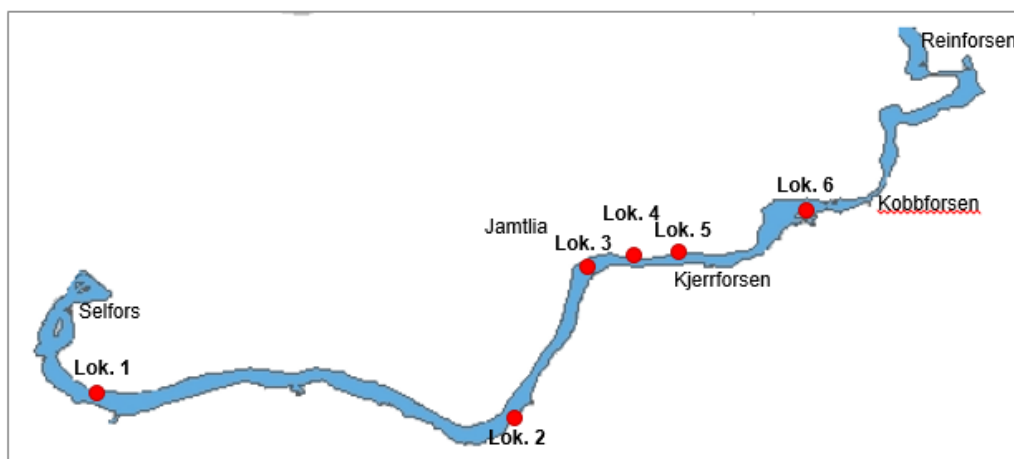 Reinforsen
Lok. 6
Kobbforsen
Jamtlia
Lok. 4
Lok. 5
Lok. 3
Kjerrforsen
Selfors
Lok. 1
Lok. 2